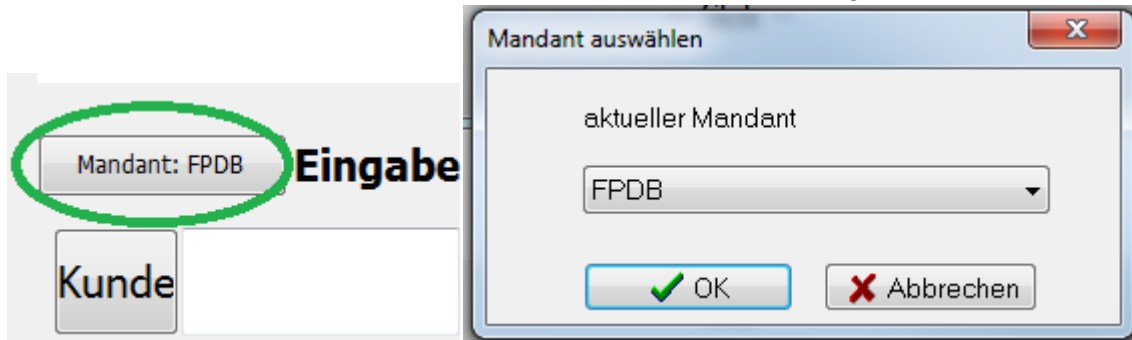 Mandant: FPDB
Eingabe
Kunde
Mandant auswählen
aktueller Mandant
FPDB
OK
Abbrechen